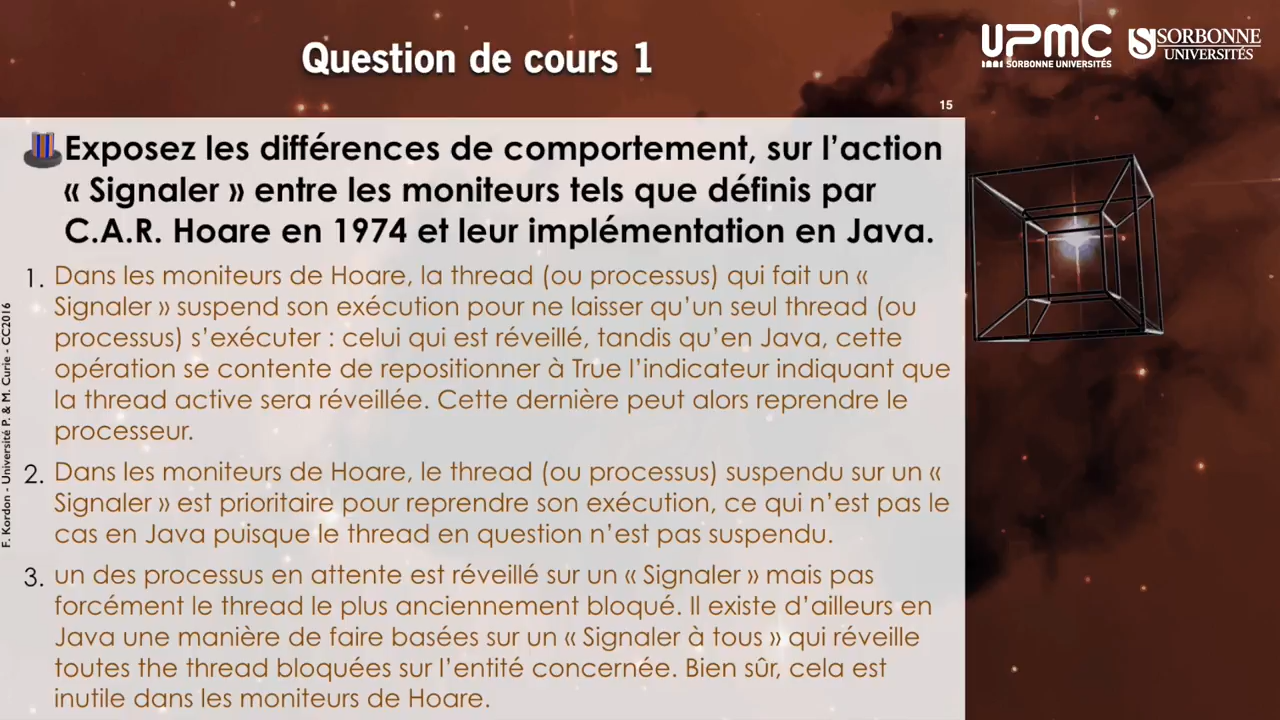 Question de cours 1
UPMC
SORBONNE UNIVERSITÉS
SORBONNE
UNIVERSITÉS
15
Exposez les différences de comportement, sur l'action
« Signaler » entre les moniteurs tels que définis par
C.A.R. Hoare en 1974 et leur implémentation en Java.
1. Dans les moniteurs de Hoare, la thread (ou processus) qui fait un «
Signaler » suspend son exécution pour ne laisser qu'un seul thread (ou
processus) s'exécuter : celui qui est réveillé, tandis qu'en Java, cette
opération se contente de repositionner à True l'indicateur indiquant que
la thread active sera réveillée. Cette dernière peut alors reprendre le
processeur.
2. Dans les moniteurs de Hoare, le thread (ou processus) suspendu sur un «
Signaler » est prioritaire pour reprendre son exécution, ce qui n'est pas le
cas en Java puisque le thread en question n'est pas suspendu.
3. un des processus en attente est réveillé sur un « Signaler » mais pas
forcément le thread le plus anciennement bloqué. Il existe d'ailleurs en
Java une manière de faire basées sur un « Signaler à tous » qui réveille
toutes the thread bloquées sur l'entité concernée. Bien sûr, cela est
inutile dans les moniteurs de Hoare.
F. Kordon - Université P. & M. Curie - CC2016